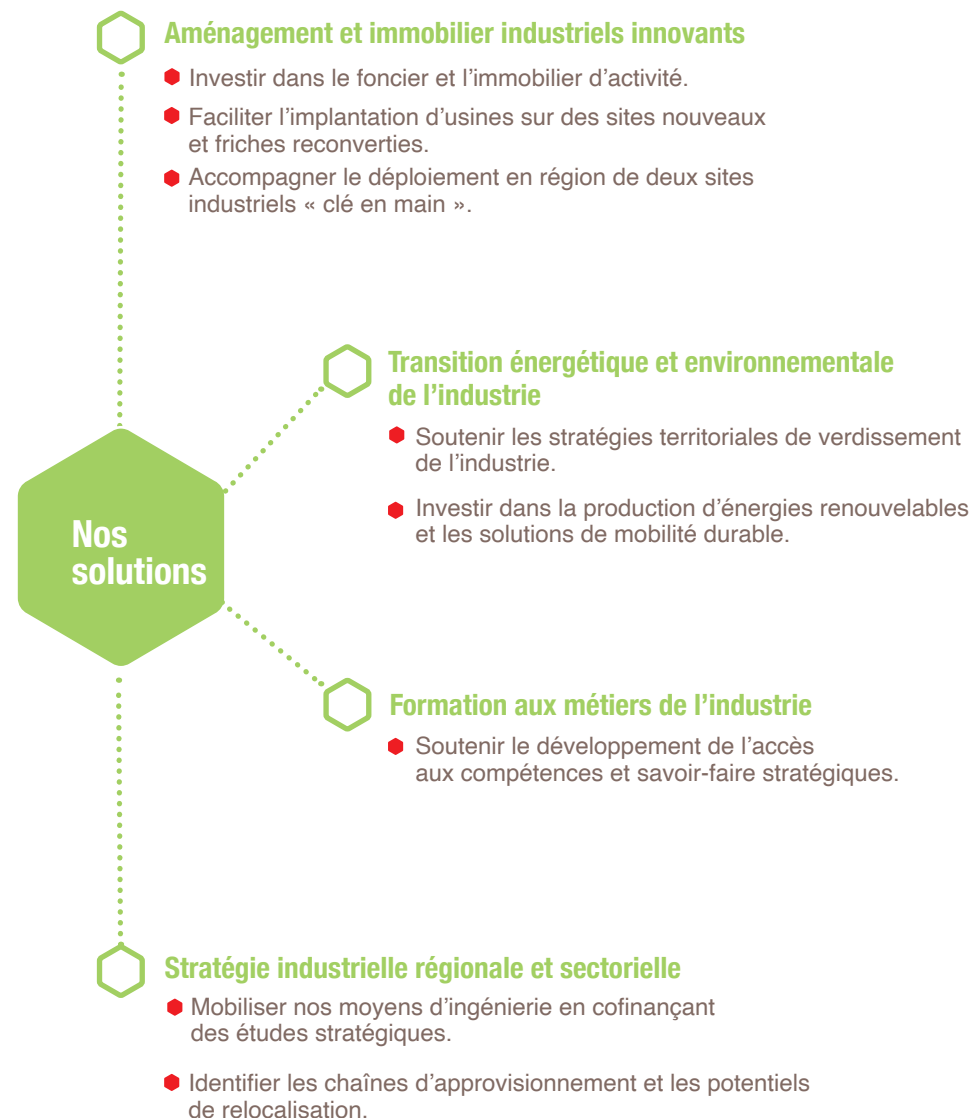 Aménagement et immobilier industriels innovants
Investir dans le foncier et l’immobilier d’activité.
Faciliter l’implantation d’usines sur des sites nouveaux
et friches reconverties.
Accompagner le déploiement en région de deux sites
industriels « clé en main ».
Transition énergétique et environnementale
de l’industrie
Soutenir les stratégies territoriales de verdissement
de l’industrie.
Investir dans la production d’énergies renouvelables
et les solutions de mobilité durable.
Nos
solutions
Formation aux métiers de l’industrie
Soutenir le développement de l’accès
aux compétences et savoir-faire stratégiques.
Stratégie industrielle régionale et sectorielle
Mobiliser nos moyens d’ingénierie en cofinançant
des études stratégiques.
Identifier les chaînes d’approvisionnement et les potentiels
de relocalisation.